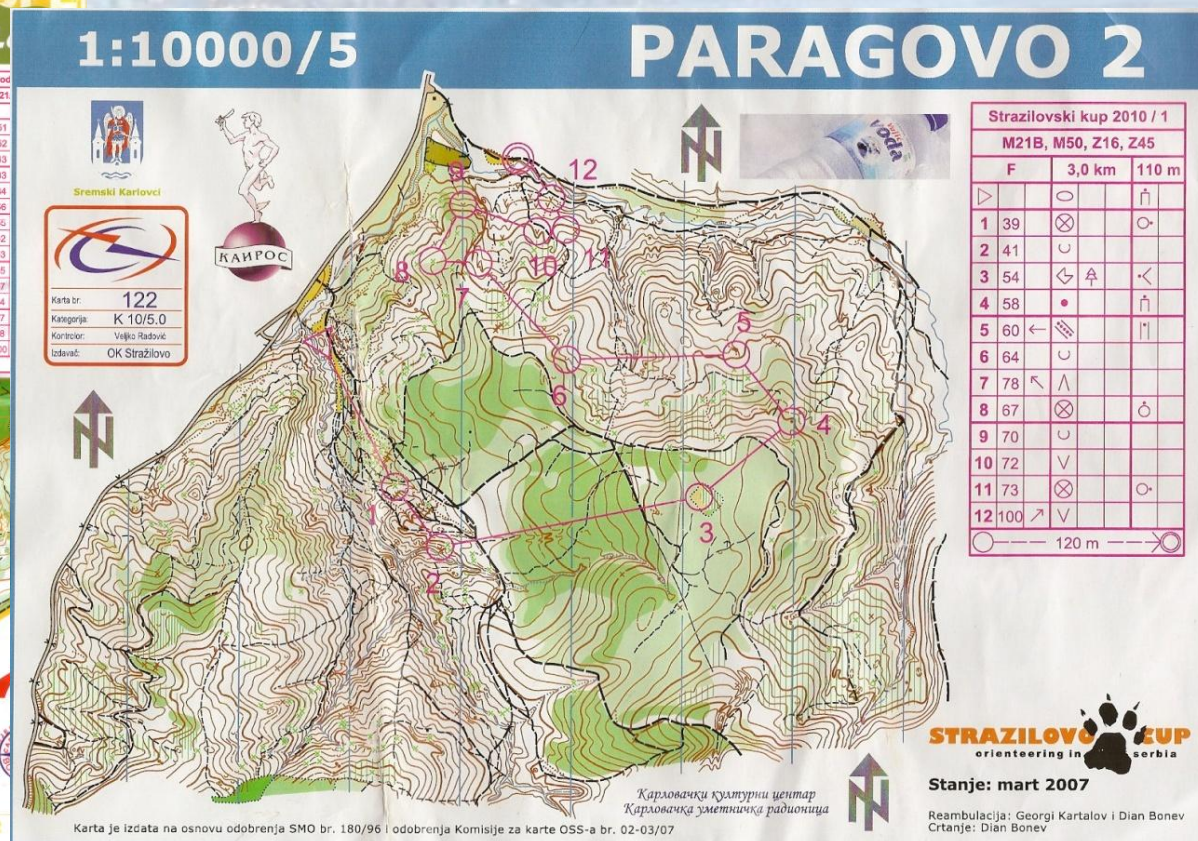 1:10000/5
PARAGOVO 2
Sremski Karlovci
КАИРОС
Karta br: 122
Kategorija: K 10/5.0
Kontrolor: Veljko Radović
Izdavač: OK Stražilovo
voda
Strazilovski kup 2010 / 1
M21B, M50, Z16, Z45
F 3,0 km 110 m
1 39
2 41
3 54
4 58
5 60
6 64
7 78
8 67
9 70
10 72
11 73
12 100
120 m
9
12
8
10
11
7
5
6
4
1
3
2
STRAZILOVO CUP
orienteering in serbia
Stanje: mart 2007
Reambulacija: Georgi Kartalov i Dian Bonev
Crtanje: Dian Bonev
Карловачки културни центар
Карловачка уметничка радионица
Karta je izdata na osnovu odobrenja SMO br. 180/96 i odobrenja Komisije za karte OSS-a br. 02-03/07